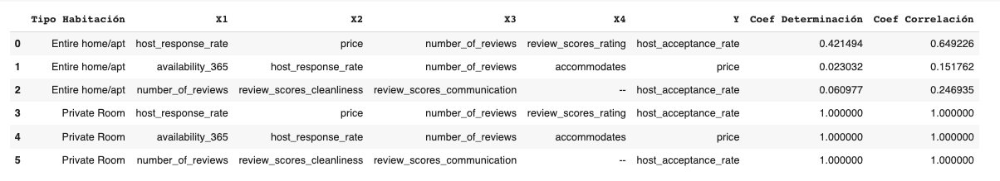 Tipo Habitación X1 X2 X3 X4 Y Coef Determinación Coef Correlación
0 Entire home/apt host_response_rate price number_of_reviews review_scores_rating host_acceptance_rate 0.421494 0.649226
1 Entire home/apt availability_365 host_response_rate number_of_reviews accommodates price 0.023032 0.151762
2 Entire home/apt number_of_reviews review_scores_cleanliness review_scores_communication -- host_acceptance_rate 0.060977 0.246935
3 Private Room host_response_rate price number_of_reviews review_scores_rating host_acceptance_rate 1.000000 1.000000
4 Private Room availability_365 host_response_rate number_of_reviews accommodates price 1.000000 1.000000
5 Private Room number_of_reviews review_scores_cleanliness review_scores_communication -- host_acceptance_rate 1.000000 1.000000